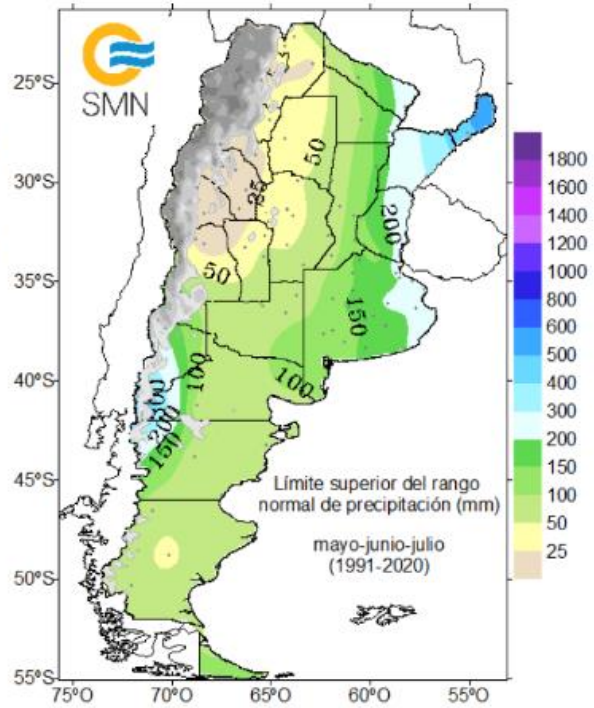 SMN
25°S
30°S
35°S
40°S
45°S
50°S
55°S
75°O
70°O
65°O
60°O
55°O
50
25
200
50
150
100
100
300
200
150
Límite superior del rango
normal de precipitación (mm)
mayo-junio-julio
(1991-2020)
1800
1600
1400
1200
1000
800
600
500
400
300
200
150
100
50
25